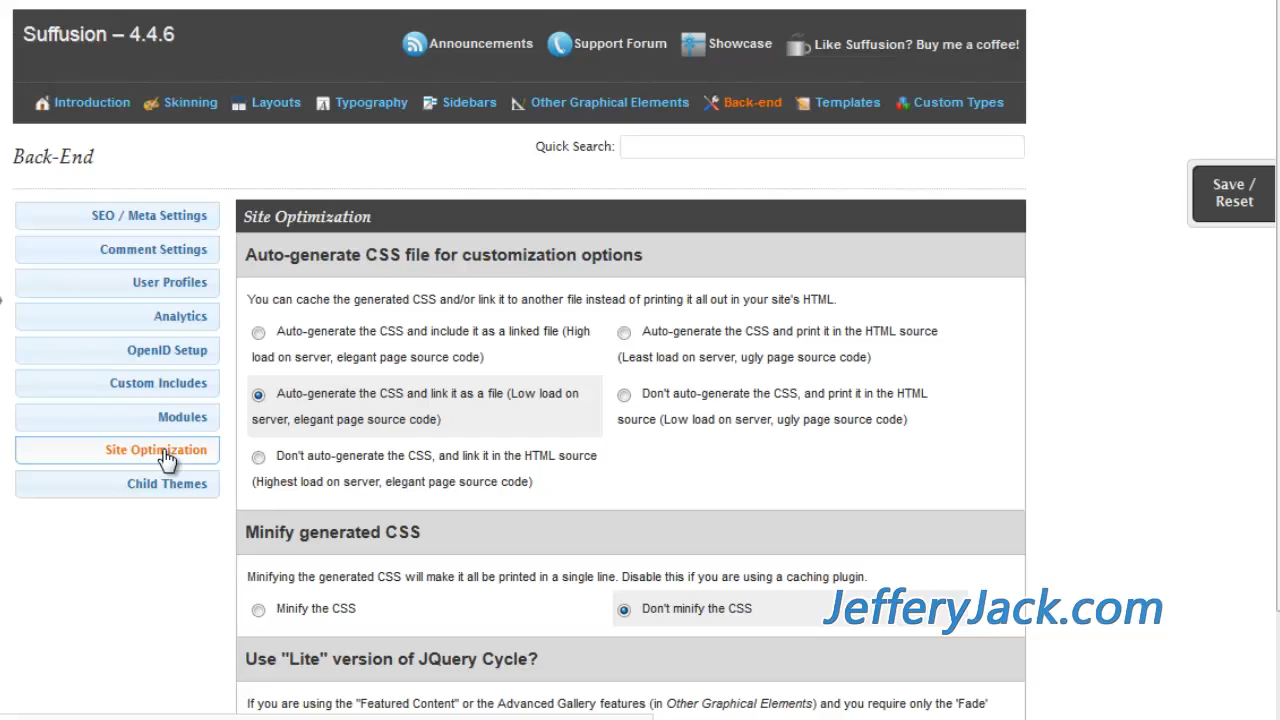 Suffusion – 4.4.6
Announcements Support Forum Showcase Like Suffusion? Buy me a coffee!
Introduction Skinning Layouts Typography Sidebars Other Graphical Elements Back-end Templates Custom Types
Quick Search:
Back-End
Save /
Reset
SEO / Meta Settings
Comment Settings
User Profiles
Analytics
OpenID Setup
Custom Includes
Modules
Site Optimization
Child Themes
Site Optimization
Auto-generate CSS file for customization options
You can cache the generated CSS and/or link it to another file instead of printing it all out in your site's HTML.
Auto-generate the CSS and include it as a linked file (High
load on server, elegant page source code)
Auto-generate the CSS and print it in the HTML source
(Least load on server, ugly page source code)
Auto-generate the CSS and link it as a file (Low load on
server, elegant page source code)
Don't auto-generate the CSS, and print it in the HTML
source (Low load on server, ugly page source code)
Don't auto-generate the CSS, and link it in the HTML source
(Highest load on server, elegant page source code)
Minify generated CSS
Minifying the generated CSS will make it all be printed in a single line. Disable this if you are using a caching plugin.
Minify the CSS
Don't minify the CSS
JefferyJack.com
Use "Lite" version of JQuery Cycle?
If you are using the "Featured Content" or the Advanced Gallery features (in Other Graphical Elements) and you require only the 'Fade'